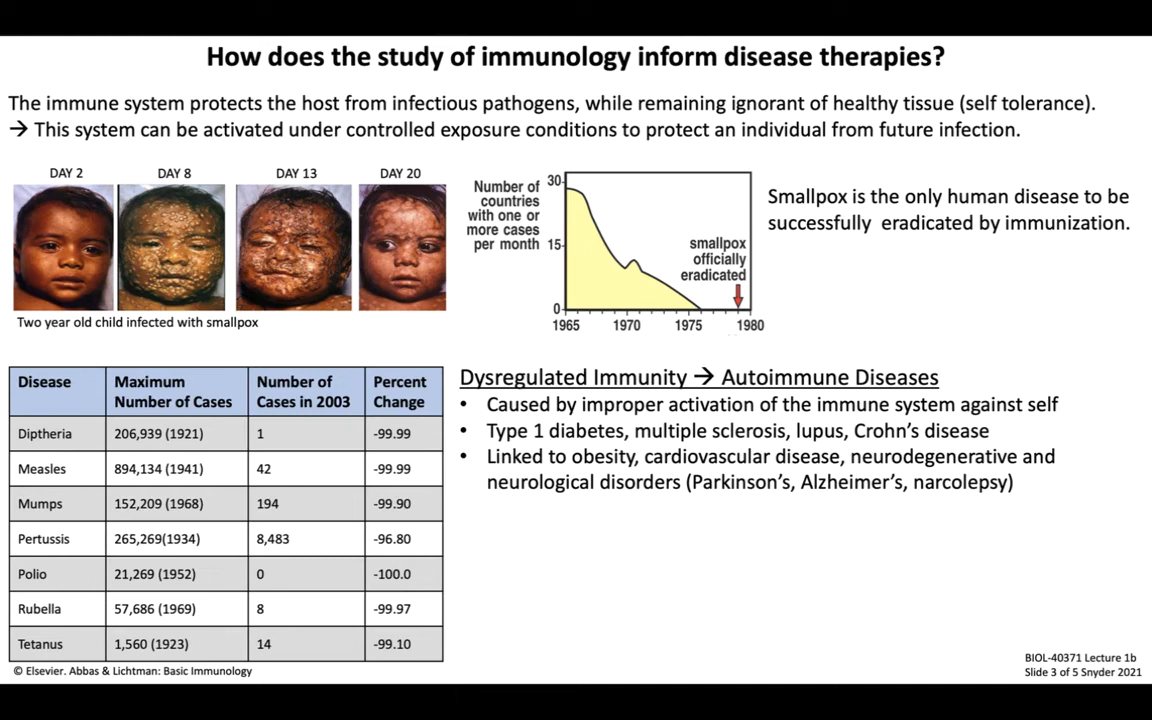 How does the study of immunology inform disease therapies?
The immune system protects the host from infectious pathogens, while remaining ignorant of healthy tissue (self tolerance).
→ This system can be activated under controlled exposure conditions to protect an individual from future infection.
DAY 2 DAY 8 DAY 13 DAY 20
Two year old child infected with smallpox
Number of
countries
with one or
more cases
per month
30
15
0
smallpox
officially
eradicated
1965 1970 1975 1980
Smallpox is the only human disease to be
successfully eradicated by immunization.
Disease Maximum Number of Cases Number of Cases in 2003 Percent Change
Diptheria 206,939 (1921) 1 -99.99
Measles 894,134 (1941) 42 -99.99
Mumps 152,209 (1968) 194 -99.90
Pertussis 265,269(1934) 8,483 -96.80
Polio 21,269 (1952) 0 -100.0
Rubella 57,686 (1969) 8 -99.97
Tetanus 1,560 (1923) 14 -99.10
© Elsevier. Abbas & Lichtman: Basic Immunology
Dysregulated Immunity → Autoimmune Diseases
• Caused by improper activation of the immune system against self
• Type 1 diabetes, multiple sclerosis, lupus, Crohn's disease
• Linked to obesity, cardiovascular disease, neurodegenerative and
neurological disorders (Parkinson's, Alzheimer's, narcolepsy)
BIOL-40371 Lecture 1b
Slide 3 of 5 Snyder 2021